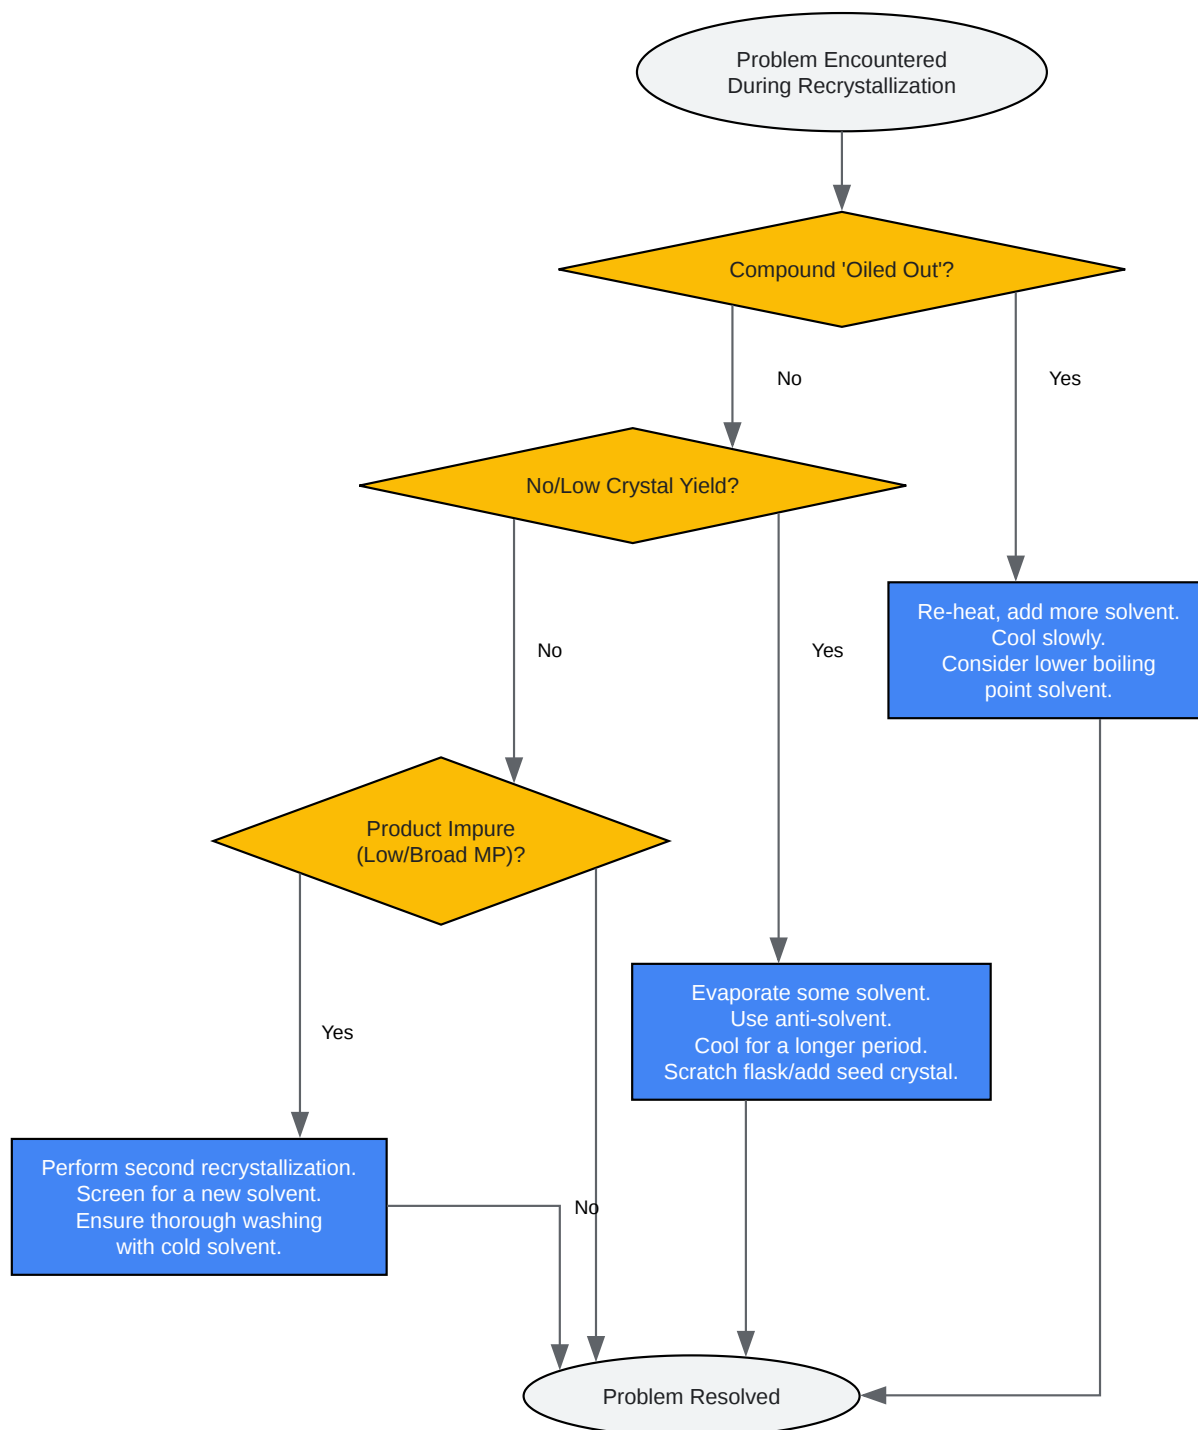 Problem Encountered
During Recrystallization
Compound 'Oiled Out'?
No
Yes
No/Low Crystal Yield?
Re-heat, add more solvent.
Cool slowly.
Consider lower boiling
point solvent.
No
Yes
Product Impure
(Low/Broad MP)?
Evaporate some solvent.
Use anti-solvent.
Cool for a longer period.
Scratch flask/add seed crystal.
Yes
Perform second recrystallization.
Screen for a new solvent.
Ensure thorough washing
with cold solvent.
No
Problem Resolved